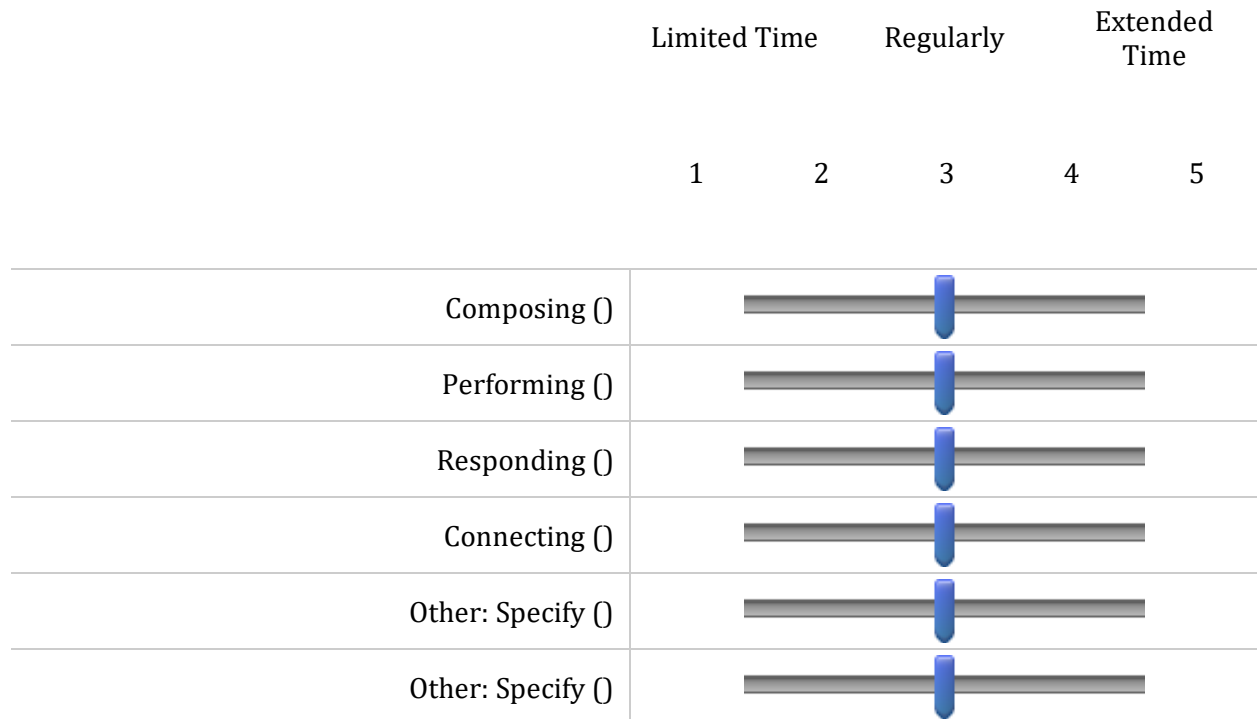 Limited Time Regularly Extended
Time
1 2 3 4 5
Composing ()
Performing ()
Responding ()
Connecting ()
Other: Specify ()
Other: Specify ()